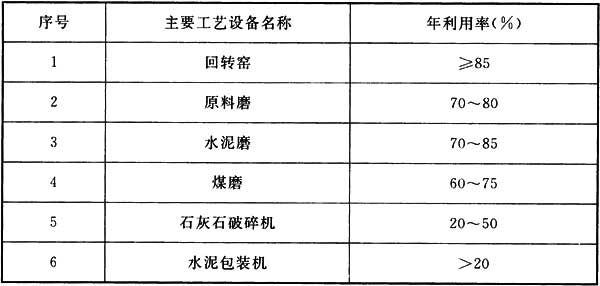 序号 主要工艺设备名称 年利用率(%)
1 回转窑 ⩾85
2 原料磨 70～80
3 水泥磨 70～85
4 煤磨 60～75
5 石灰石破碎机 20～50
6 水泥包装机 >20